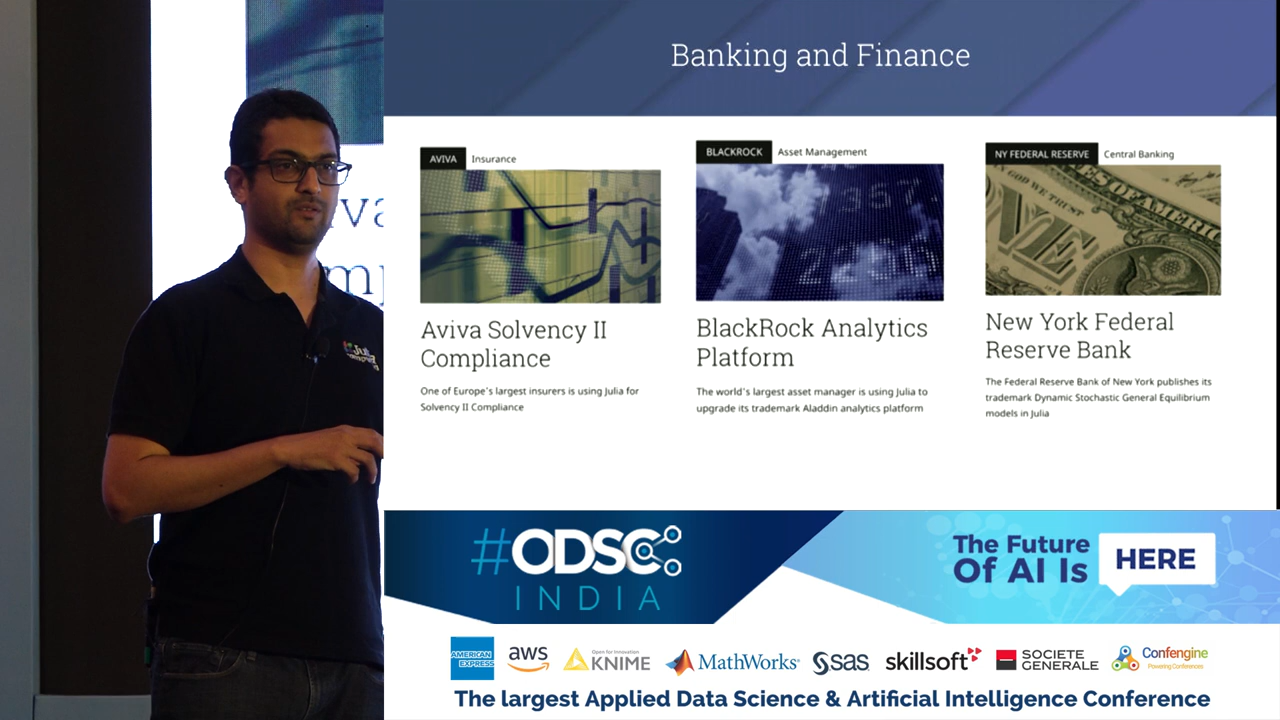 Banking and Finance
AVIVA Insurance
Aviva Solvency II
Compliance
One of Europe's largest insurers is using Julia for
Solvency II Compliance
BLACKROCK Asset Management
BlackRock Analytics
Platform
The world's largest asset manager is using Julia to
upgrade its trademark Aladdin analytics platform
NY FEDERAL RESERVE Central Banking
New York Federal
Reserve Bank
The Federal Reserve Bank of New York publishes its
trademark Dynamic Stochastic General Equilibrium
models in Julia
#ODSC
INDIA
The Future
Of AI Is HERE
AMERICAN
EXPRESS
aws
Open for Innovation
KNIME
MathWorks®
sas
skillsoft
SOCIETE
GENERALE
Confengine
Powering Conferences
The largest Applied Data Science & Artificial Intelligence Conference